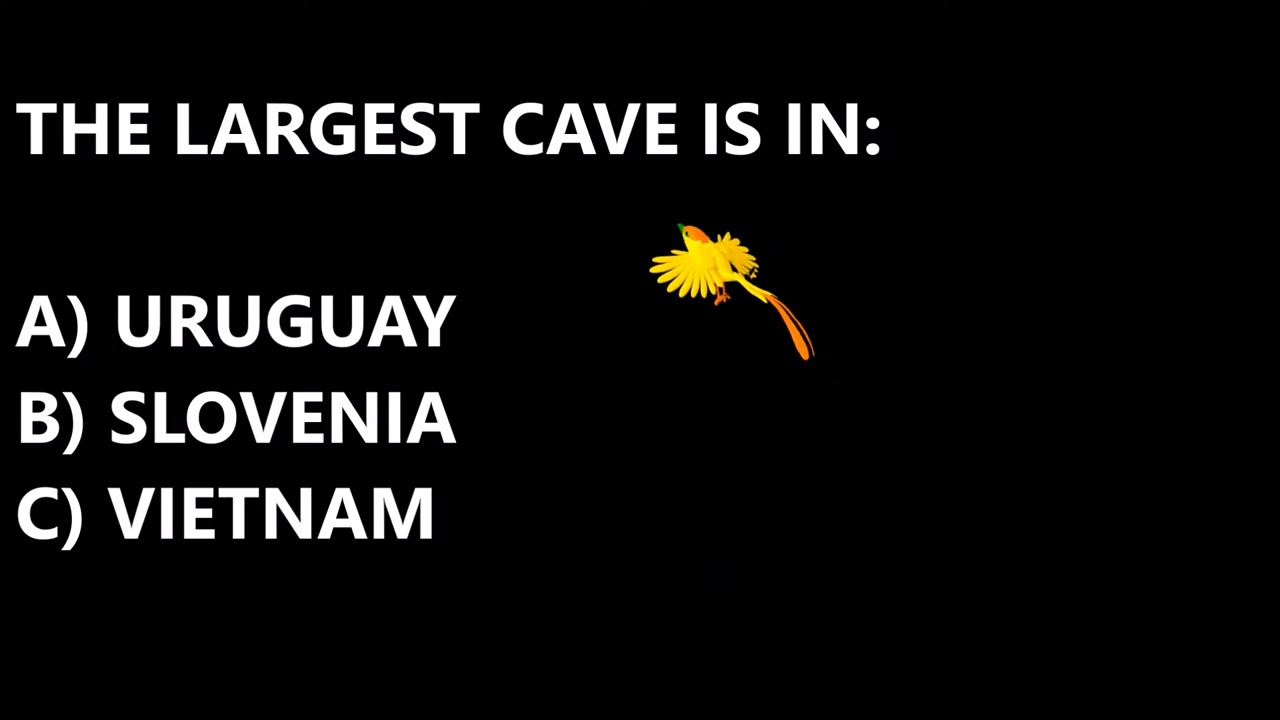 THE LARGEST CAVE IS IN:
A) URUGUAY
B) SLOVENIA
C) VIETNAM